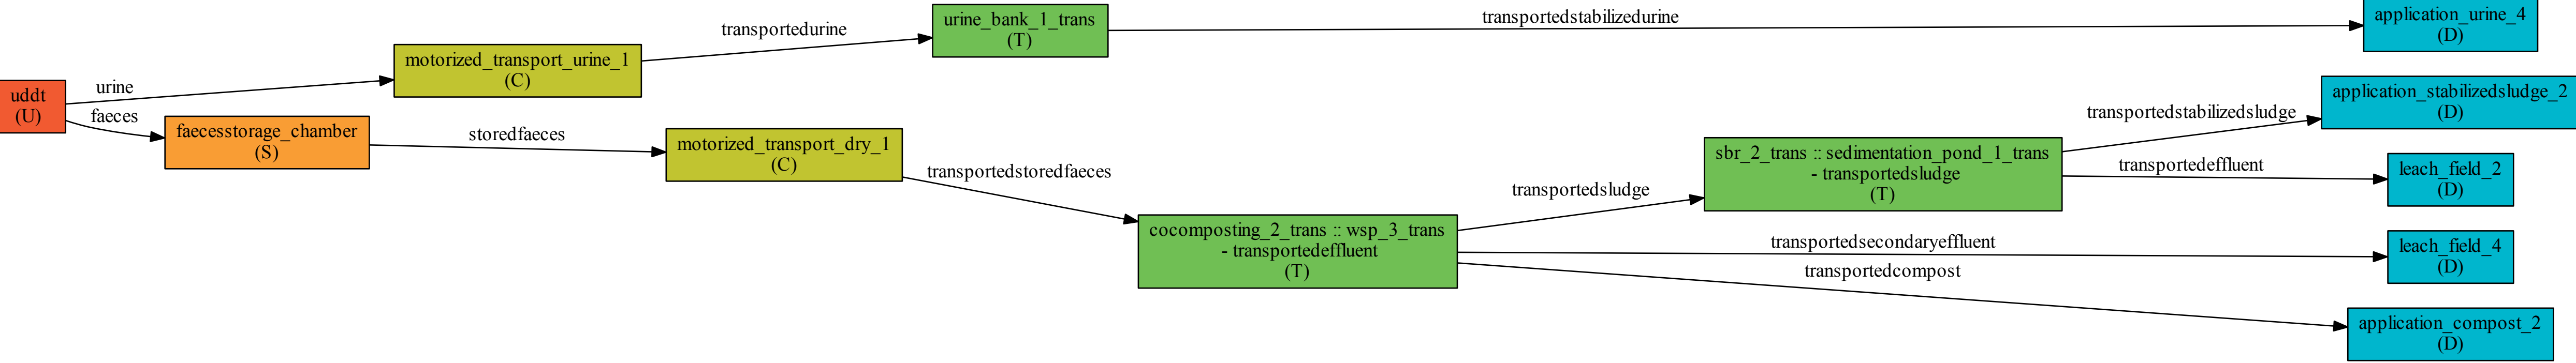 uddt
(U)
urine
faeces
faecesstorage_chamber
(S)
motorized_transport_urine_1
(C)
storedfaeces
transportedurine
motorized_transport_dry_1
(C)
urine_bank_1_trans
(T)
transportedstoredfaeces
cocomposting_2_trans :: wsp_3_trans
- transportedeffluent
(T)
transportedstabilizedurine
transportedsludge
transportedsecondaryeffluent
transportedcompost
sbr_2_trans :: sedimentation_pond_1_trans
- transportedsludge
(T)
transportedstabilizedsludge
transportedeffluent
application_urine_4
(D)
application_stabilizedsludge_2
(D)
leach_field_2
(D)
leach_field_4
(D)
application_compost_2
(D)